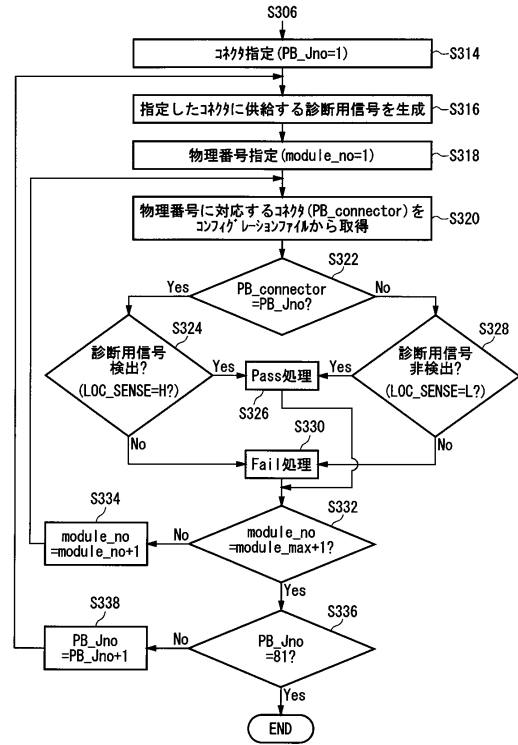 S306
コネクタ指定(PB_Jno=1)
S314
指定したコネクタに供給する診断用信号を生成
S316
物理番号指定(module_no=1)
S318
物理番号に対応するコネクタ(PB_connector)を
コンフィグレーションファイルから取得
S320
S322
PB_connector
=PB_Jno?
Yes
No
S324
診断用信号
検出?
(LOC_SENSE=H?)
Yes
No
Pass処理
S326
S328
診断用信号
非検出?
(LOC_SENSE=L?)
Yes
No
S330
Fail処理
S332
module_no
=module_max+1?
No
Yes
S334
module_no
=module_no+1
S336
PB_Jno
=81?
No
Yes
S338
PB_Jno
=PB_Jno+1
END